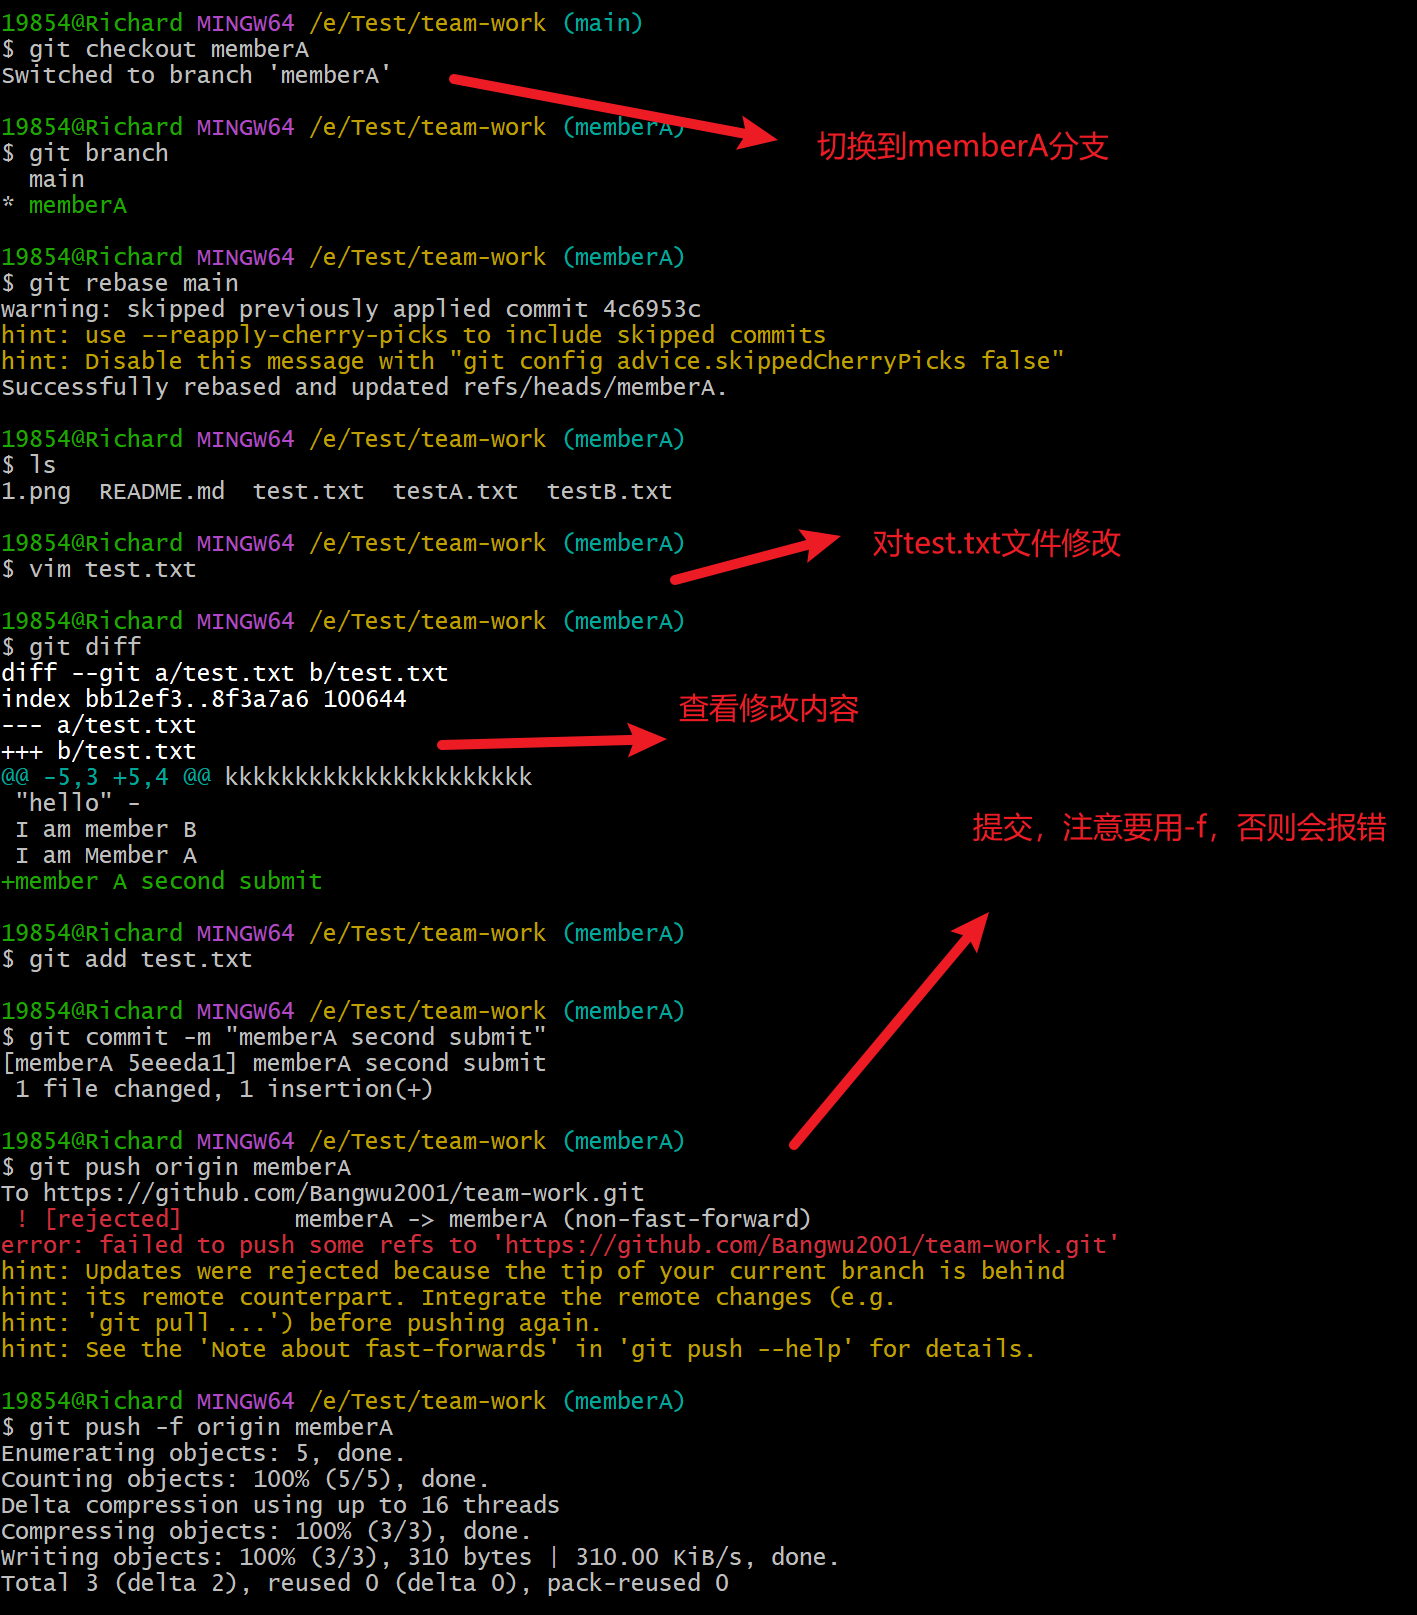 19854@Richard MINGW64 /e/Test/team-work (main)
$ git checkout memberA
Switched to branch 'memberA'
19854@Richard MINGW64 /e/Test/team-work (memberA)
切换到memberA分支
$ git branch
main
* memberA
19854@Richard MINGW64 /e/Test/team-work (memberA)
$ git rebase main
warning: skipped previously applied commit 4c6953c
hint: use --reapply-cherry-picks to include skipped commits
hint: Disable this message with "git config advice.skippedCherryPicks false"
Successfully rebased and updated refs/heads/memberA.
19854@Richard MINGW64 /e/Test/team-work (memberA)
$ ls
1.png  README.md  test.txt  testA.txt  testB.txt
19854@Richard MINGW64 /e/Test/team-work (memberA)
对test.txt文件修改
$ vim test.txt
19854@Richard MINGW64 /e/Test/team-work (memberA)
$ git diff
diff --git a/test.txt b/test.txt
index bb12ef3..8f3a7a6 100644
查看修改内容
--- a/test.txt
+++ b/test.txt
@@ -5,3 +5,4 @@ kkkkkkkkkkkkkkkkkkkkkk
"hello" -
I am member B
提交，注意要用-f，否则会报错
I am Member A
+member A second submit
19854@Richard MINGW64 /e/Test/team-work (memberA)
$ git add test.txt
19854@Richard MINGW64 /e/Test/team-work (memberA)
$ git commit -m "memberA second submit"
[memberA 5eeeda1] memberA second submit
1 file changed, 1 insertion(+)
19854@Richard MINGW64 /e/Test/team-work (memberA)
$ git push origin memberA
To https://github.com/Bangwu2001/team-work.git
! [rejected]        memberA -> memberA (non-fast-forward)
error: failed to push some refs to 'https://github.com/Bangwu2001/team-work.git'
hint: Updates were rejected because the tip of your current branch is behind
hint: its remote counterpart. Integrate the remote changes (e.g.
hint: 'git pull ...') before pushing again.
hint: See the 'Note about fast-forwards' in 'git push --help' for details.
19854@Richard MINGW64 /e/Test/team-work (memberA)
$ git push -f origin memberA
Enumerating objects: 5, done.
Counting objects: 100% (5/5), done.
Delta compression using up to 16 threads
Compressing objects: 100% (3/3), done.
Writing objects: 100% (3/3), 310 bytes | 310.00 KiB/s, done.
Total 3 (delta 2), reused 0 (delta 0), pack-reused 0